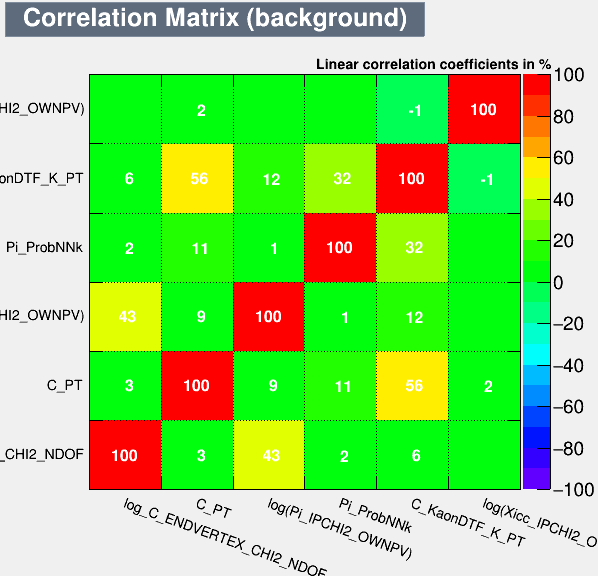 Correlation Matrix (background)
Linear correlation coefficients in %
HI2_OWNPV) 2 -1 100
onDTF_K_PT 6 56 12 32 100 -1
Pi_ProbNNk 2 11 1 100 32
HI2_OWNPV) 43 9 100 1 12
C_PT 3 100 9 11 56 2
_CHI2_NDOF 100 3 43 2 6
log_C_ENDVERTEX_CHI2_NDOF
C_PT
log(Pi_IPCHI2_OWNPV)
Pi_ProbNNk
C_KaonDTF_K_PT
log(Xicc_IPCHI2_O
100
80
60
40
20
0
−20
−40
−60
−80
−100